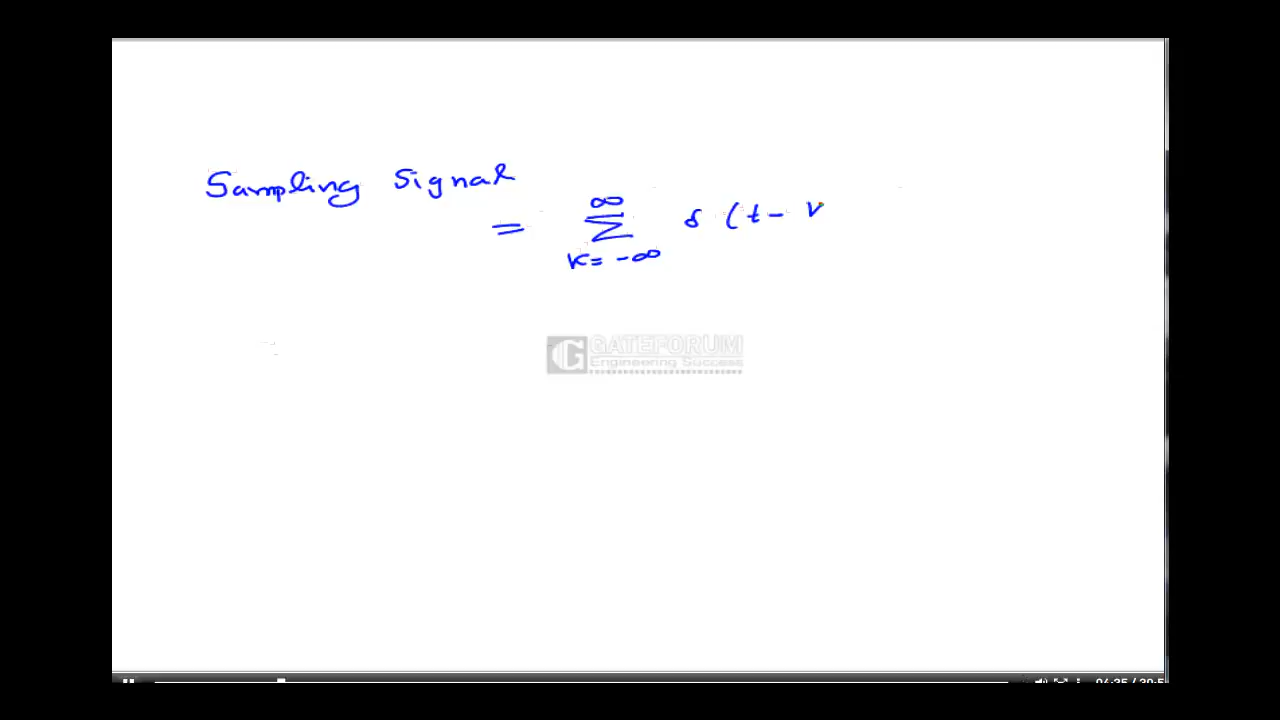 Sampling Signal
= ∞ Σ k = -∞ δ (t -
GATEFORUM
Engineering Success